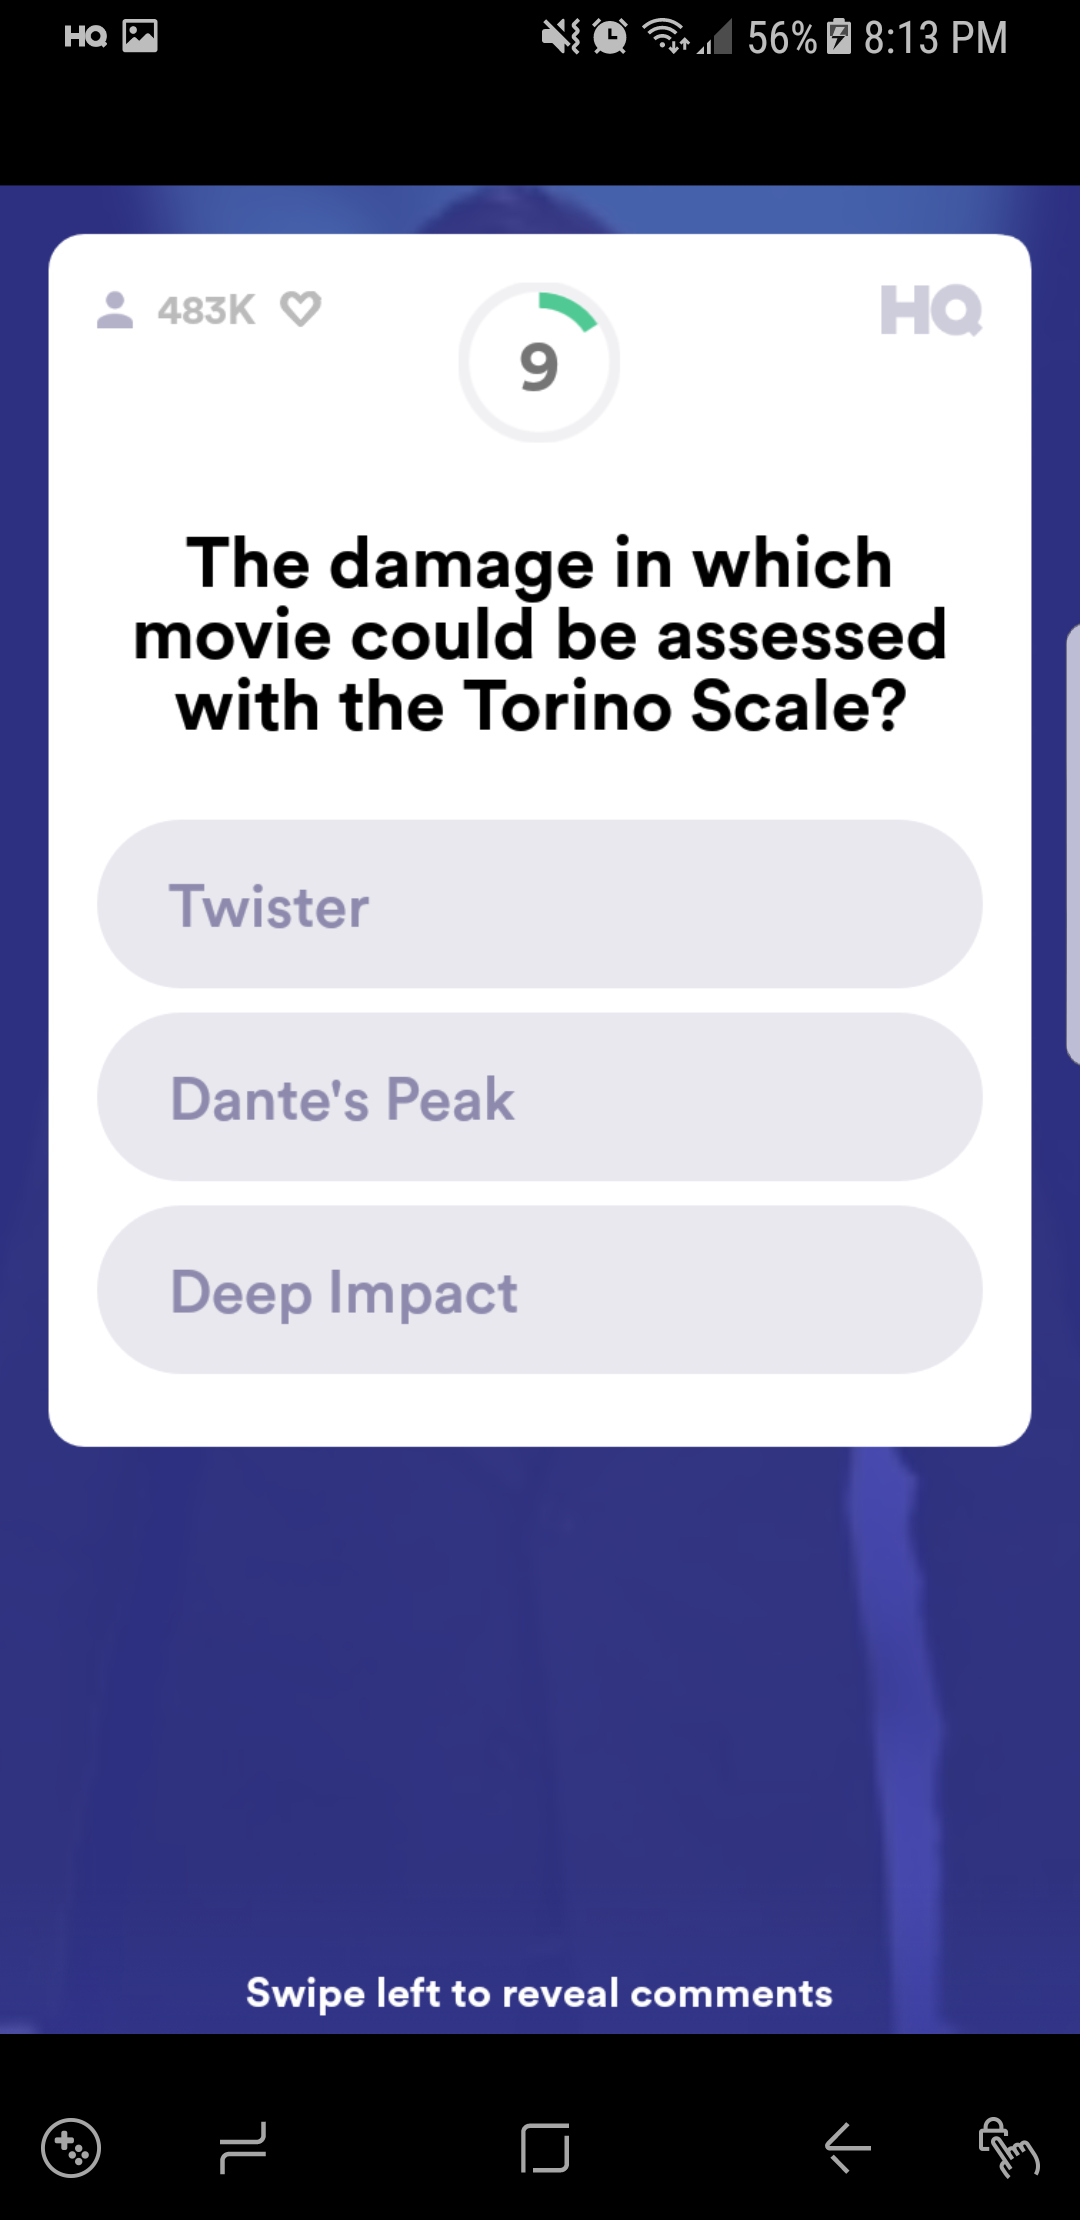 HQ 56% 8:13 PM
483K 9 HQ
The damage in which
movie could be assessed
with the Torino Scale?
Twister
Dante's Peak
Deep Impact
Swipe left to reveal comments